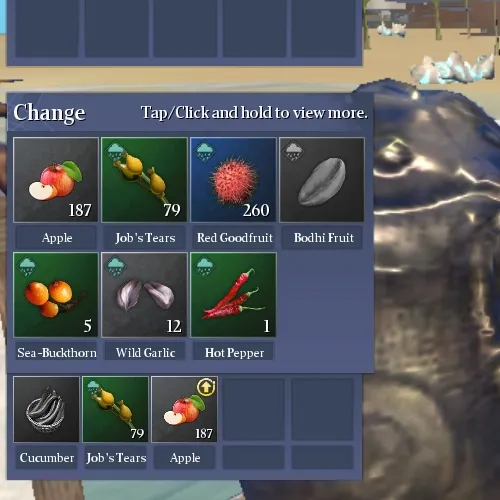 Change Tap/Click and hold to view more.
187 79 260
Apple Job's Tears Red Goodfruit Bodhi Fruit
5 12 1
Sea-Buckthorn Wild Garlic Hot Pepper
79 187
Cucumber Job's Tears Apple